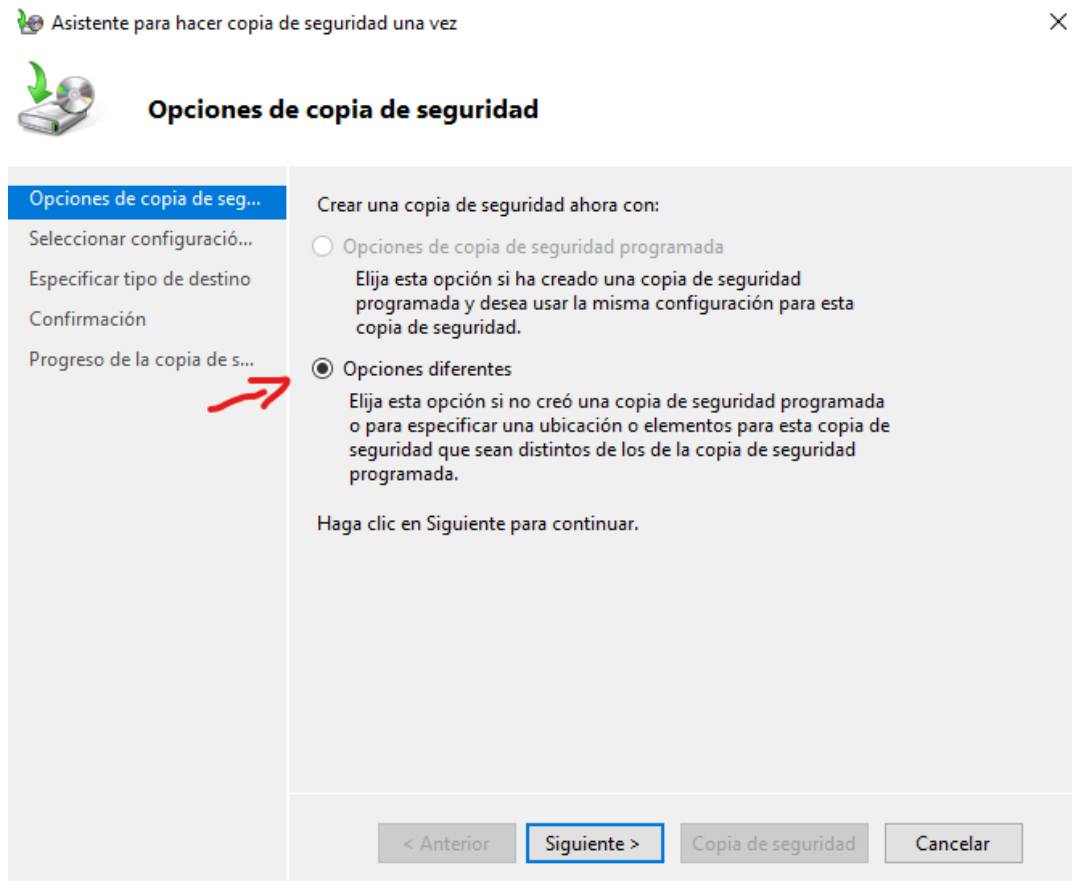 Asistente para hacer copia de seguridad una vez
Opciones de copia de seguridad
Opciones de copia de seg...
Seleccionar configuració...
Especificar tipo de destino
Confirmación
Progreso de la copia de s...
Crear una copia de seguridad ahora con:
Opciones de copia de seguridad programada
Elija esta opción si ha creado una copia de seguridad
programada y desea usar la misma configuración para esta
copia de seguridad.
Opciones diferentes
Elija esta opción si no creó una copia de seguridad programada
o para especificar una ubicación o elementos para esta copia de
seguridad que sean distintos de los de la copia de seguridad
programada.
Haga clic en Siguiente para continuar.
< Anterior
Siguiente >
Copia de seguridad
Cancelar